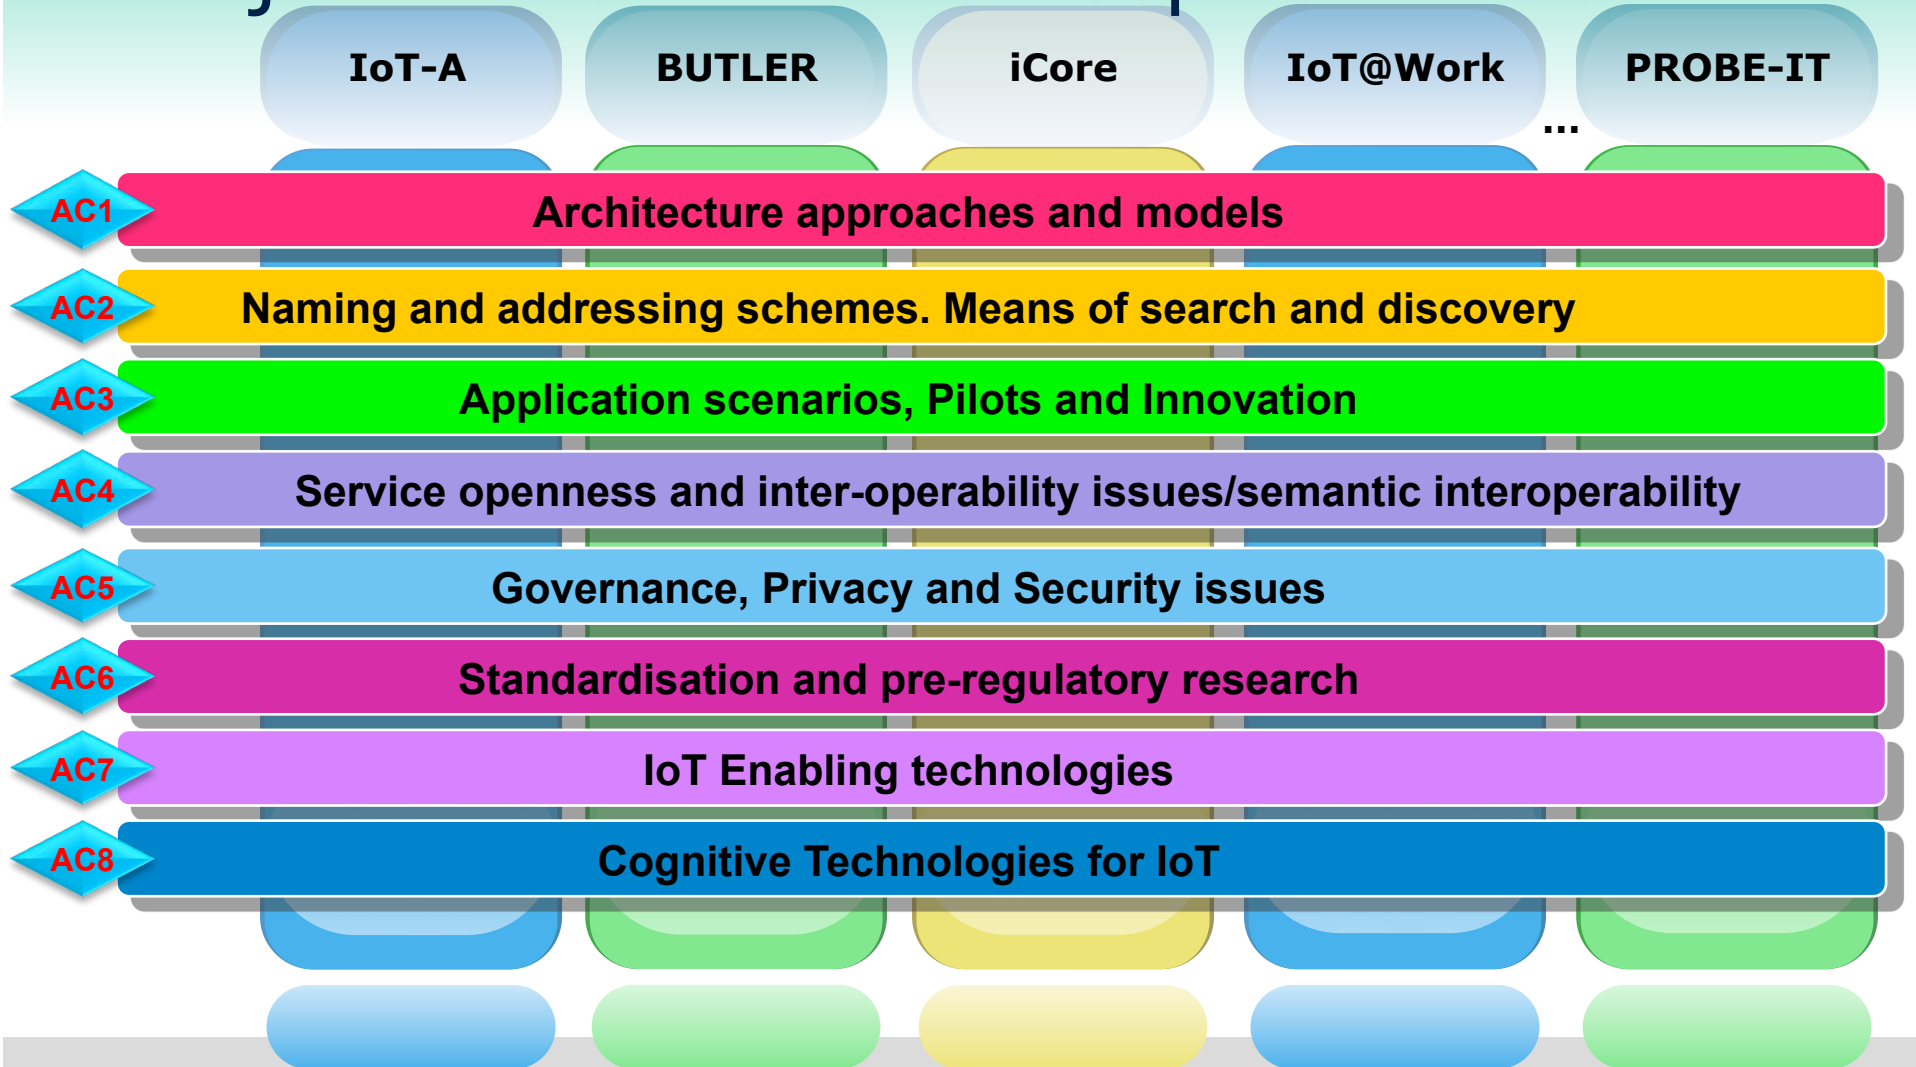 IoT-A
BUTLER
iCore
IoT@Work
...
PROBE-IT
AC1
Architecture approaches and models
AC2
Naming and addressing schemes. Means of search and discovery
AC3
Application scenarios, Pilots and Innovation
AC4
Service openness and inter-operability issues/semantic interoperability
AC5
Governance, Privacy and Security issues
AC6
Standardisation and pre-regulatory research
AC7
IoT Enabling technologies
AC8
Cognitive Technologies for IoT